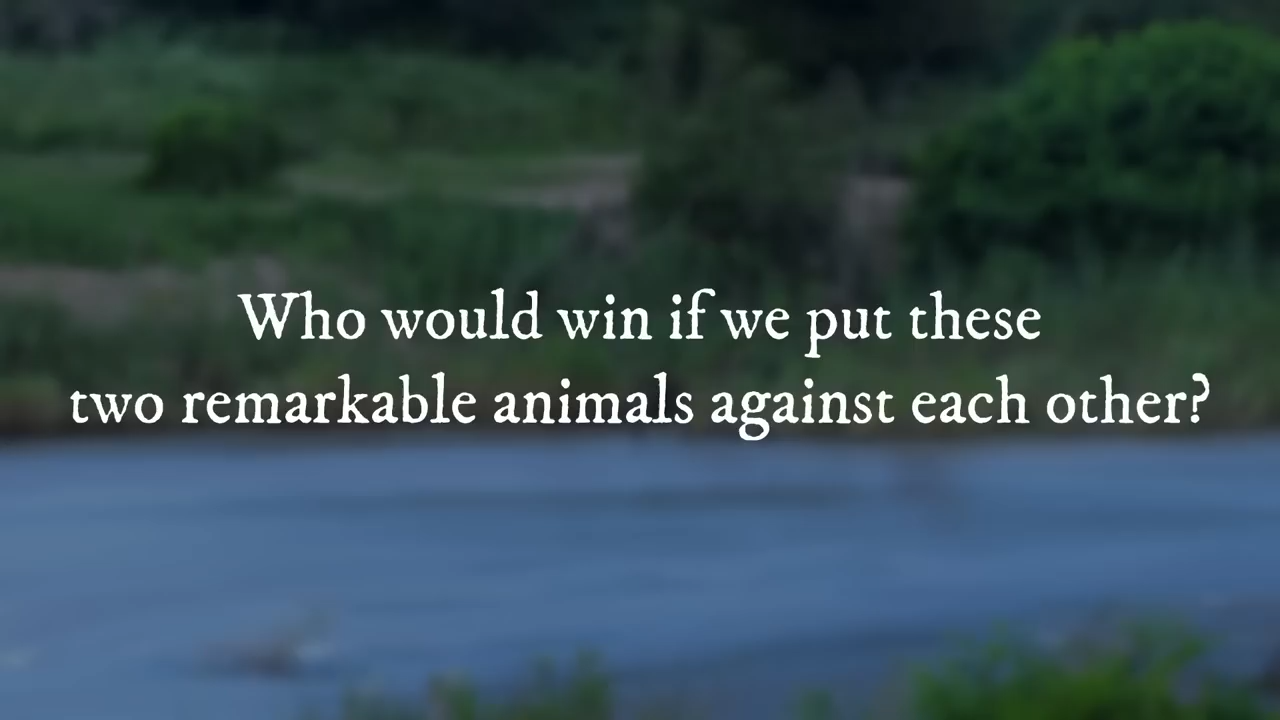 Who would win if we put these
two remarkable animals against each other?